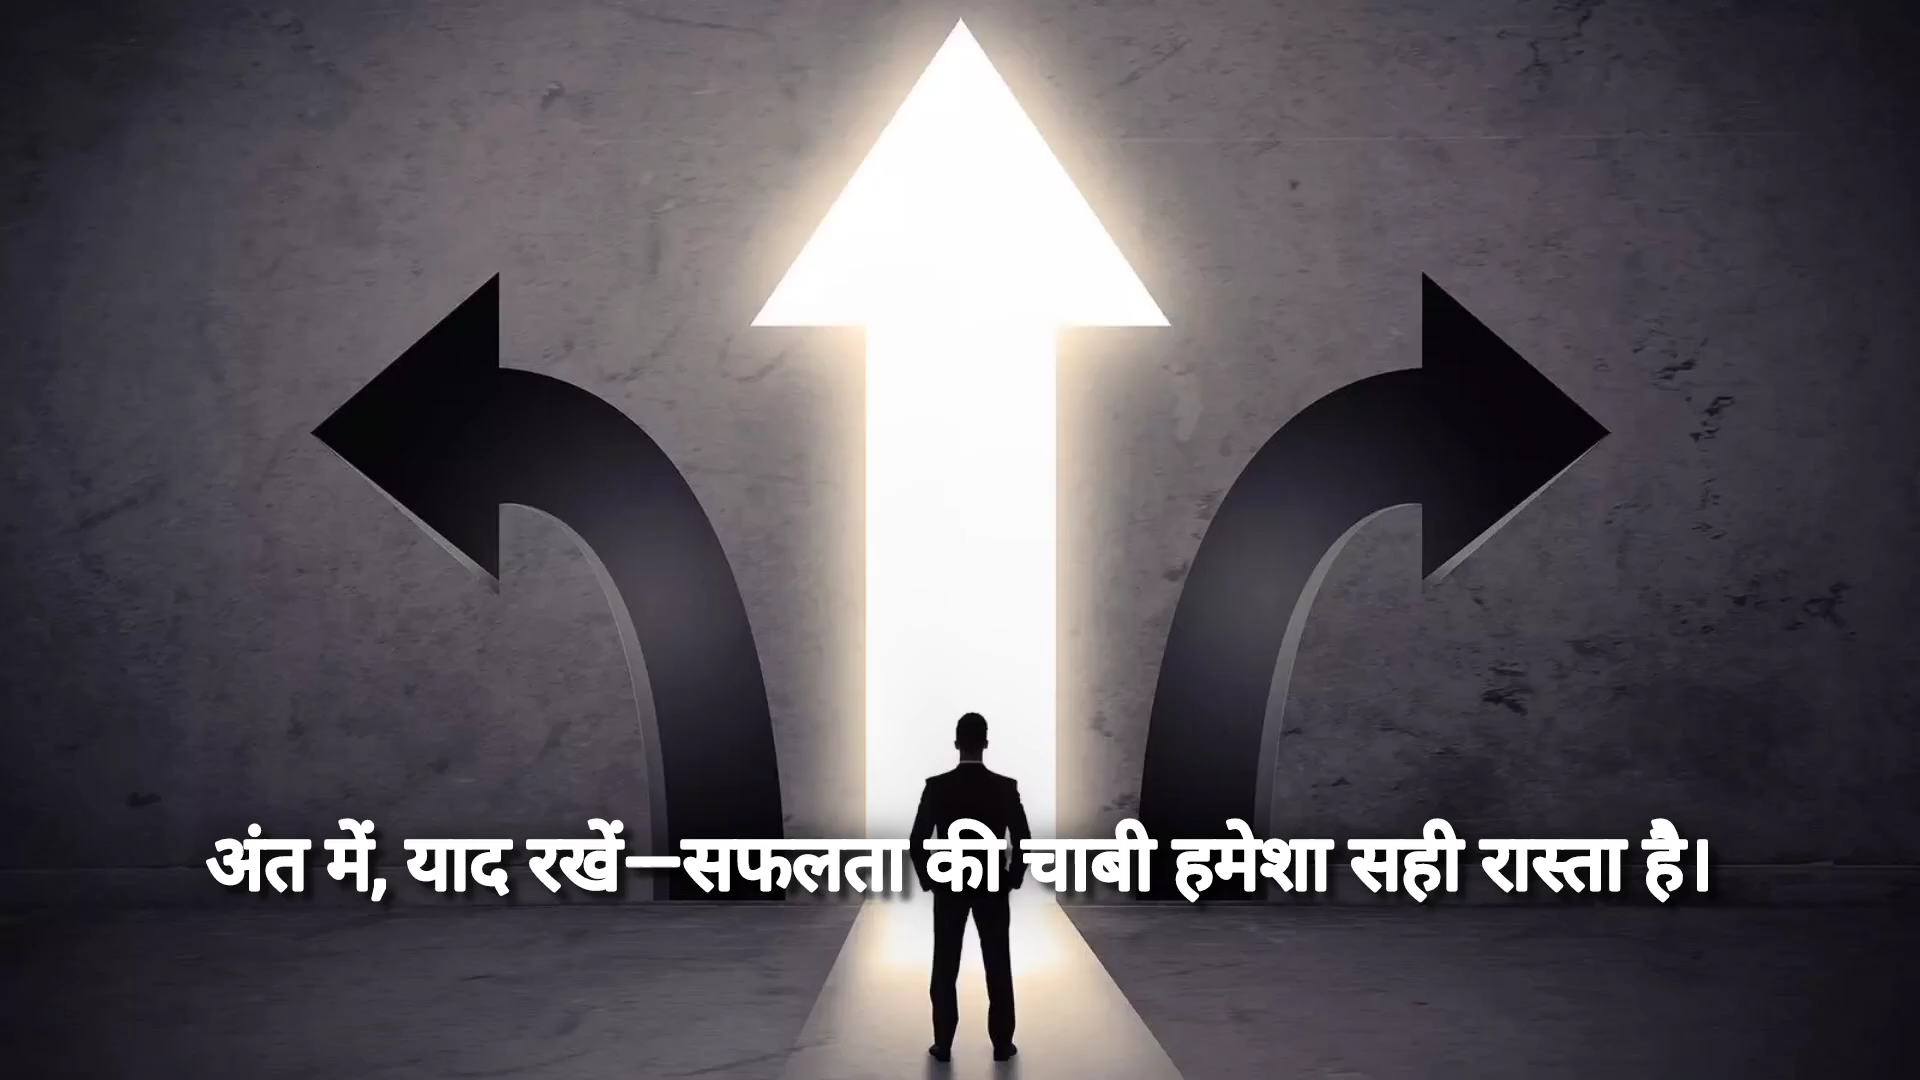 अंत में, याद रखें—सफलता की चाबी हमेशा सही रास्ता है।